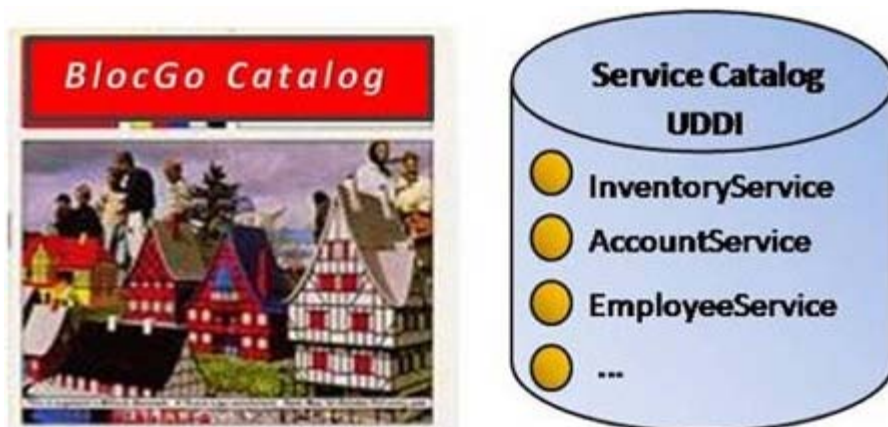 BlocGo Catalog
Service Catalog
UDDI
InventoryService
AccountService
EmployeeService
...